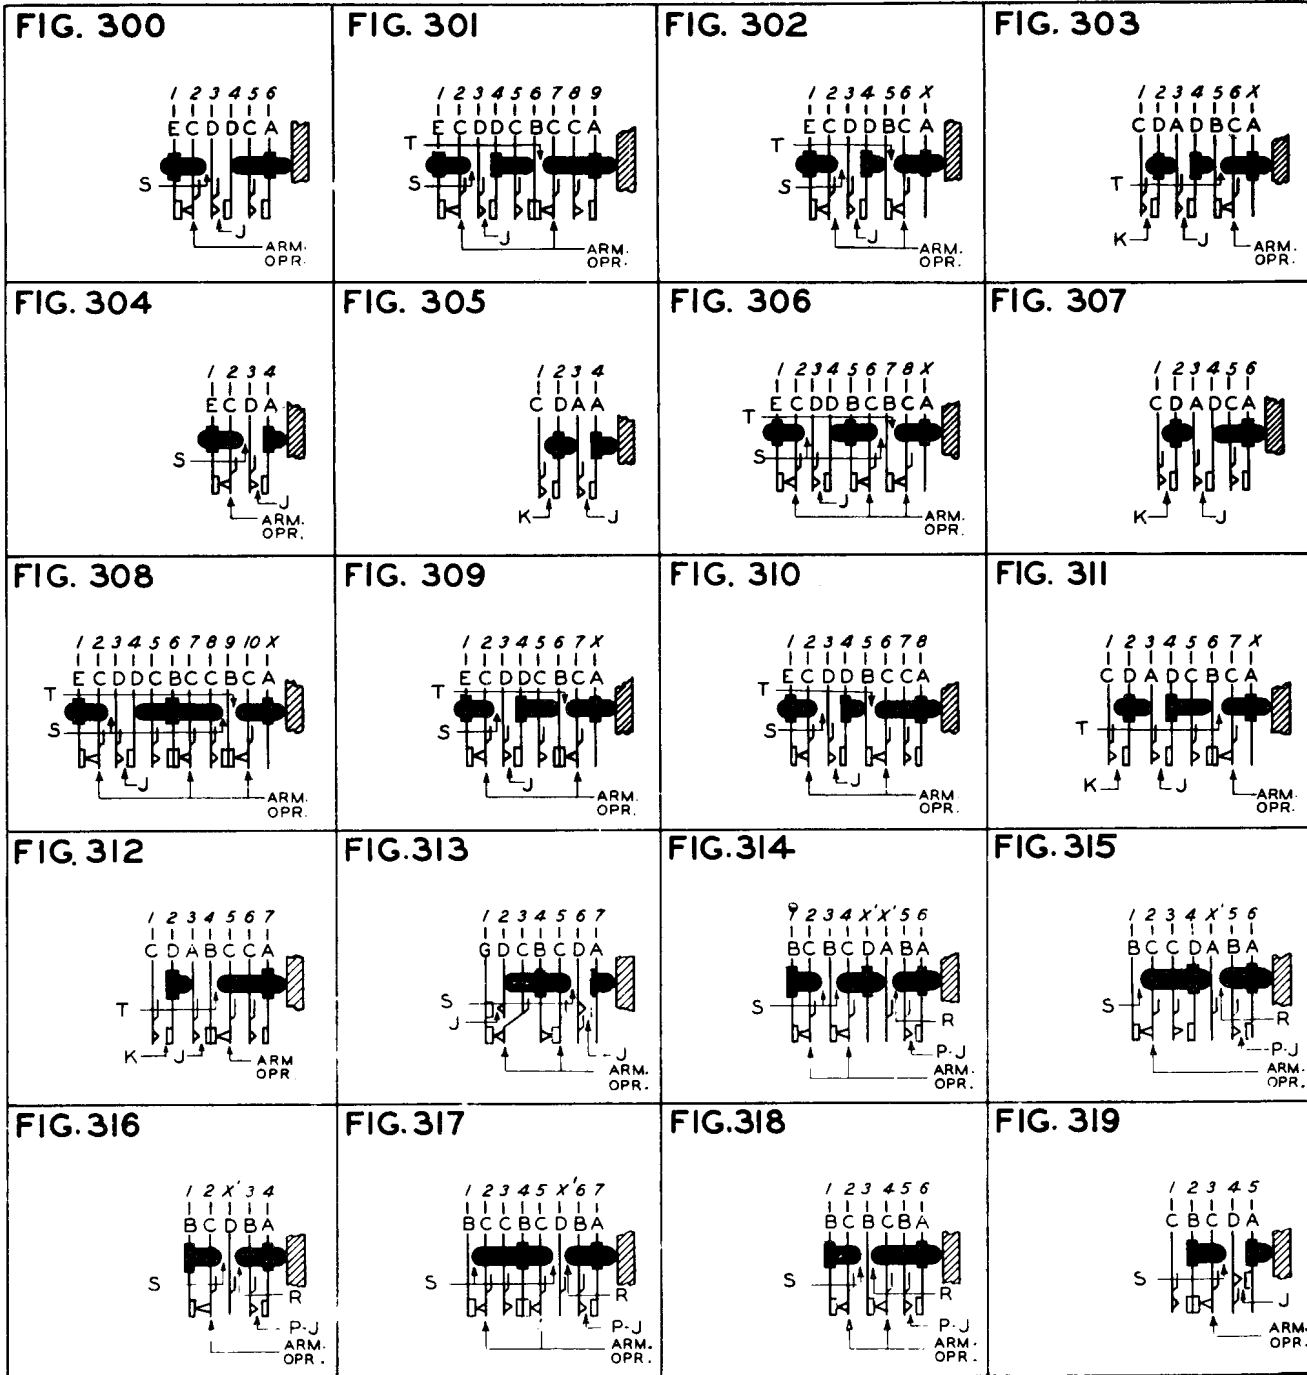 FIG. 300
1 2 3 4 5 6
E C D D C A
S
J
ARM.
OPR.
FIG. 301
1 2 3 4 5 6 7 8 9
E C D D C B C C A
T
S
J
ARM.
OPR.
FIG. 302
1 2 3 4 5 6 X
E C D D B C A
T
S
J
ARM.
OPR.
FIG. 303
1 2 3 4 5 6 X
C D A D B C A
T
K
J
ARM.
OPR.
FIG. 304
1 2 3 4
E C D A
S
J
ARM.
OPR.
FIG. 305
1 2 3 4
C D A A
K
J
FIG. 306
1 2 3 4 5 6 7 8 X
E C D D B C B C A
T
S
J
ARM.
OPR.
FIG. 307
1 2 3 4 5 6
C D A D C A
K
J
FIG. 308
1 2 3 4 5 6 7 8 9 10 X
E C D D C B C C B C A
T
S
J
ARM.
OPR.
FIG. 309
1 2 3 4 5 6 7 X
E C D D C B C A
T
S
J
ARM.
OPR.
FIG. 310
1 2 3 4 5 6 7 8
E C D D B C C A
T
S
J
ARM.
OPR.
FIG. 311
1 2 3 4 5 6 7 X
C D A D C B C A
T
K
J
ARM.
OPR.
FIG. 312
1 2 3 4 5 6 7
C D A B C C A
T
K
J
ARM
OPR
FIG. 313
1 2 3 4 5 6 7
G D C B C D A
S
J
J
ARM.
OPR.
FIG. 314
1 2 3 4 X' X' 5 6
B C B C D A B A
S
R
P-J
ARM.
OPR.
FIG. 315
1 2 3 4 X' 5 6
B C C D A B A
S
R
P-J
ARM.
OPR.
FIG. 316
1 2 X' 3 4
B C D B A
S
R
P-J
ARM.
OPR.
FIG. 317
1 2 3 4 5 X' 6 7
B C C B C D B A
S
R
P-J
ARM.
OPR.
FIG. 318
1 2 3 4 5 6
B C B C B A
S
R
P-J
ARM.
OPR.
FIG. 319
1 2 3 4 5
C B C D A
S
J
ARM.
OPR.